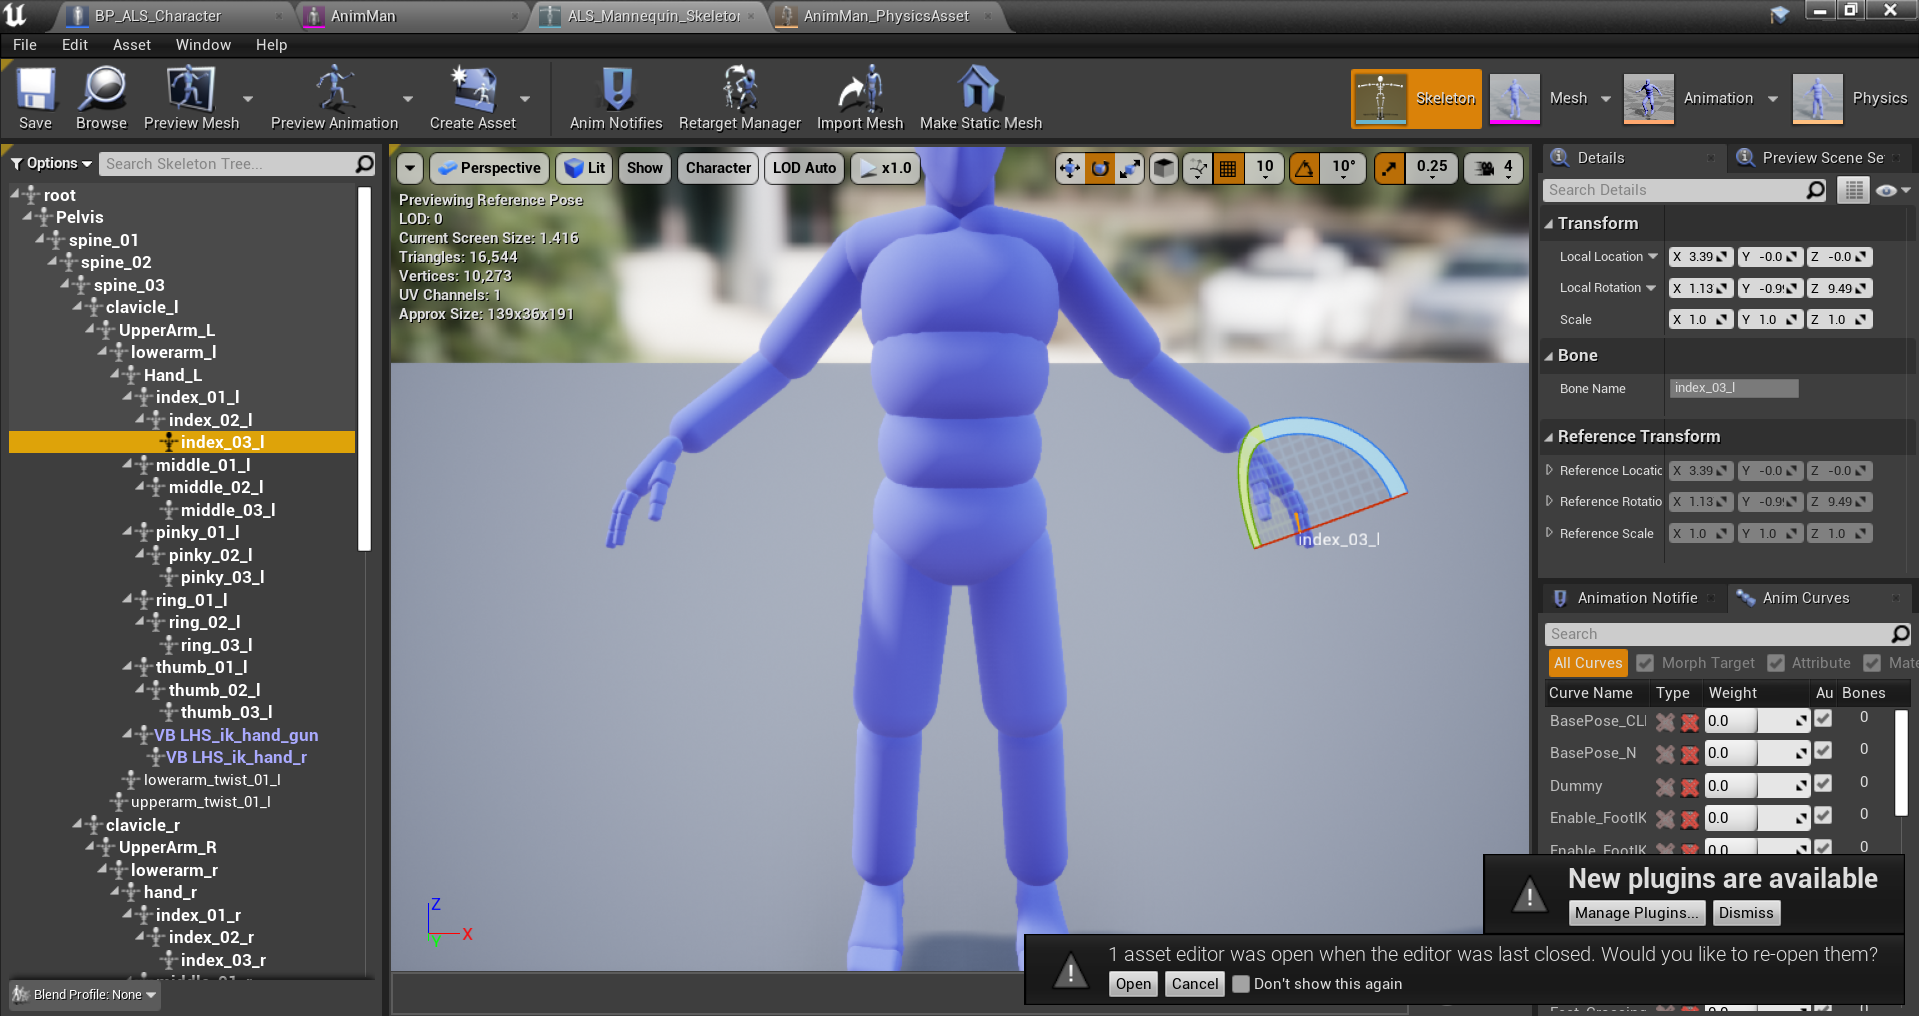 BP_ALS_Character
AnimMan
ALS_Mannequin_Skeleto
AnimMan_PhysicsAsset
File Edit Asset Window Help
Save
Browse
Preview Mesh
Preview Animation
Create Asset
Anim Notifies
Retarget Manager
Import Mesh
Make Static Mesh
Skeleton
Mesh
Animation
Physics
Options
Search Skeleton Tree...
root
Pelvis
spine_01
spine_02
spine_03
clavicle_l
UpperArm_L
lowerarm_l
Hand_L
index_01_l
index_02_l
index_03_l
middle_01_l
middle_02_l
middle_03_l
pinky_01_l
pinky_02_l
pinky_03_l
ring_01_l
ring_02_l
ring_03_l
thumb_01_l
thumb_02_l
thumb_03_l
VB LHS_ik_hand_gun
VB LHS_ik_hand_r
lowerarm_twist_01_l
upperarm_twist_01_l
clavicle_r
UpperArm_R
lowerarm_r
hand_r
index_01_r
index_02_r
index_03_r
Blend Profile: None
Perspective
Lit
Show
Character
LOD Auto
x1.0
10
10°
0.25
4
Previewing Reference Pose
LOD: 0
Current Screen Size: 1.416
Triangles: 16,544
Vertices: 10,273
UV Channels: 1
Approx Size: 139x36x191
index_03_l
Z
X
Y
Details
Preview Scene Se
Search Details
Transform
Local Location X 3.39 Y -0.0 Z -0.0
Local Rotation X 1.13 Y -0.9 Z 9.49
Scale X 1.0 Y 1.0 Z 1.0
Bone
Bone Name index_03_l
Reference Transform
Reference Locatic X 3.39 Y -0.0 Z -0.0
Reference Rotatio X 1.13 Y -0.9 Z 9.49
Reference Scale X 1.0 Y 1.0 Z 1.0
Animation Notifie
Anim Curves
Search
All Curves Morph Target Attribute Mate
Curve Name Type Weight Au Bones
BasePose_CLI 0.0 0
BasePose_N 0.0 0
Dummy 0.0 0
Enable_FootIK 0.0 0
Enable_FootIK 0.0 0
New plugins are available
Manage Plugins... Dismiss
1 asset editor was open when the editor was last closed. Would you like to re-open them?
Open Cancel Don't show this again